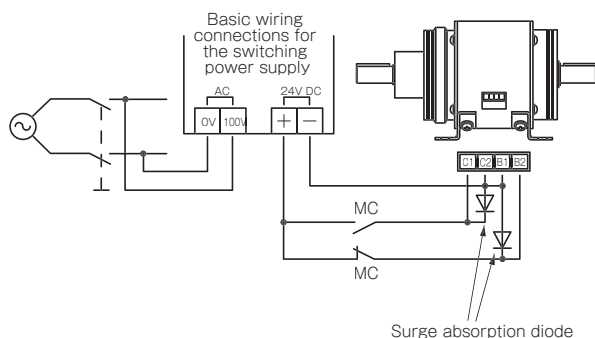 Basic wiring
connections for
the switching
power supply
AC
24V DC
0V
100V
+
−
C1
C2
B1
B2
MC
MC
Surge absorption diode